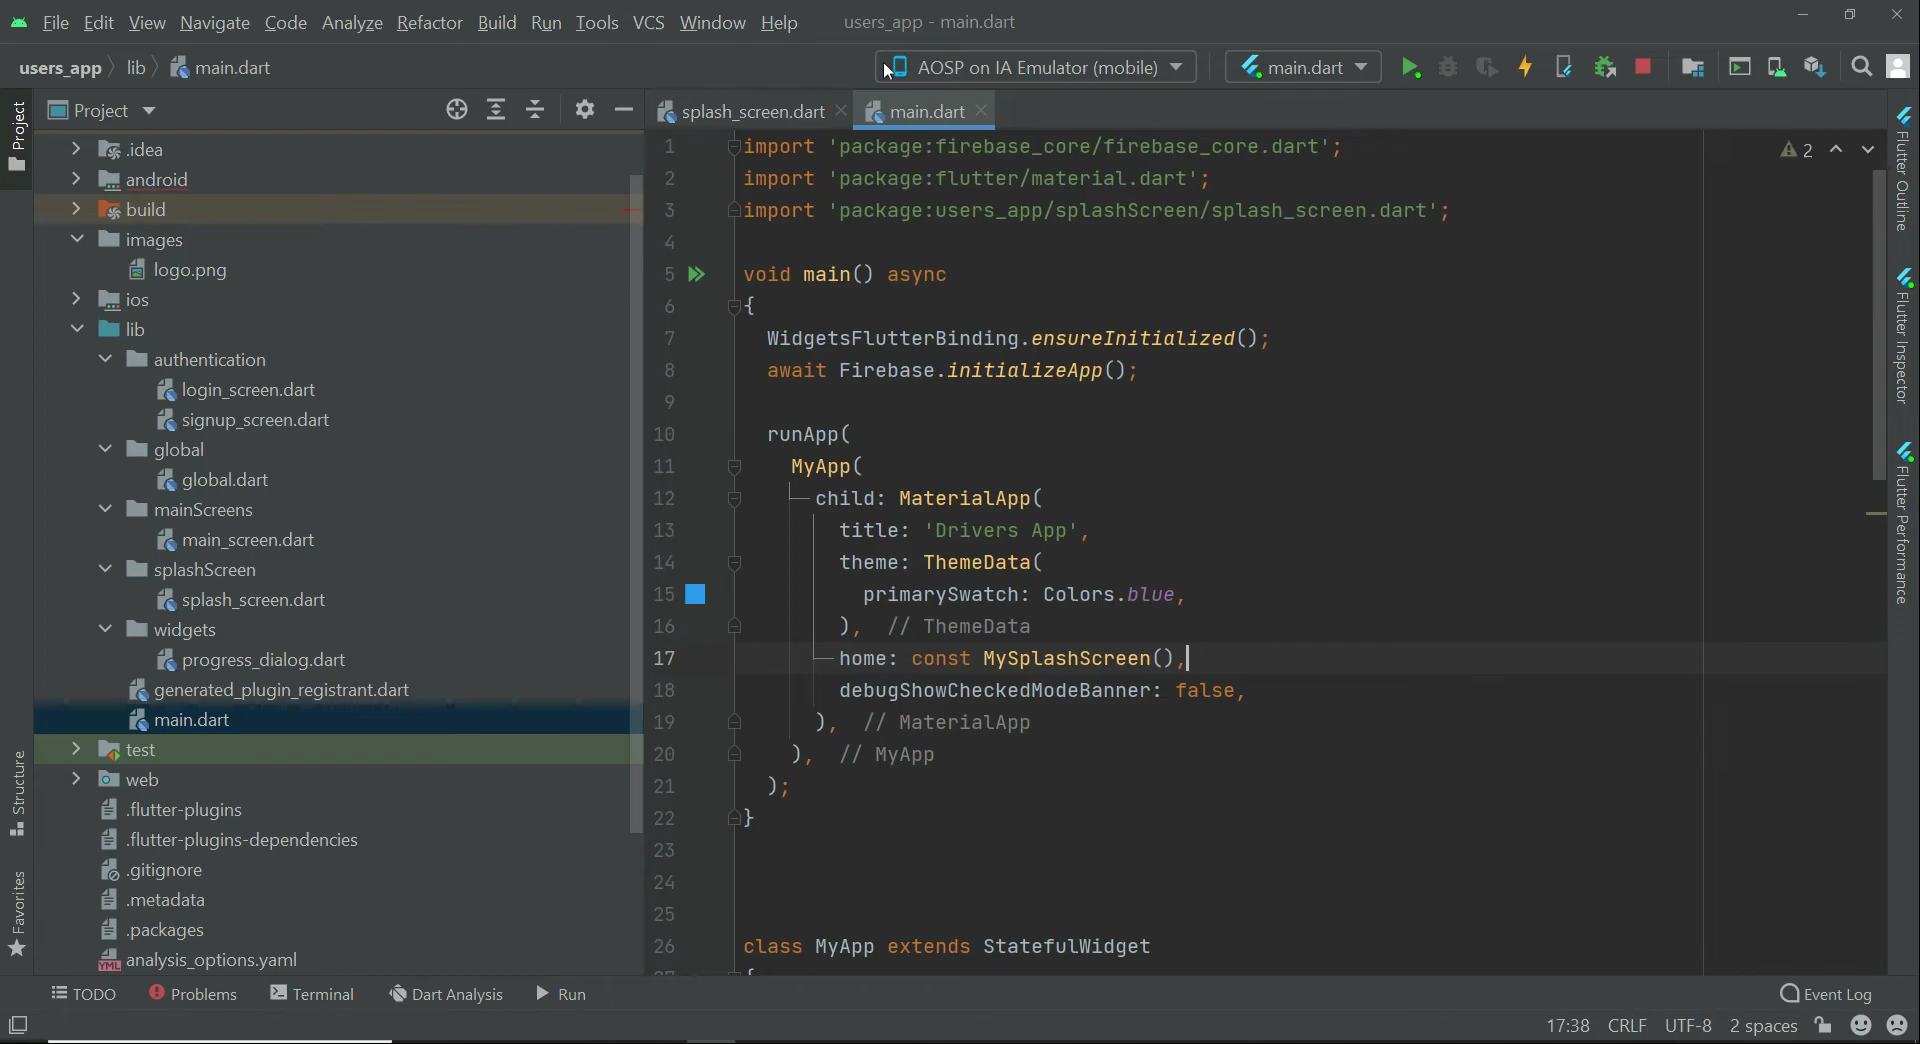 File Edit View Navigate Code Analyze Refactor Build Run Tools VCS Window Help users_app - main.dart
users_app lib main.dart AOSP on IA Emulator (mobile) main.dart
Project
Project
splash_screen.dart main.dart
.idea
android
build
images
logo.png
ios
lib
authentication
login_screen.dart
signup_screen.dart
global
global.dart
mainScreens
main_screen.dart
splashScreen
splash_screen.dart
widgets
progress_dialog.dart
generated_plugin_registrant.dart
main.dart
test
web
.flutter-plugins
.flutter-plugins-dependencies
.gitignore
.metadata
.packages
YML analysis_options.yaml
Structure
Favorites
1 import 'package:firebase_core/firebase_core.dart';
2 import 'package:flutter/material.dart';
3 import 'package:users_app/splashScreen/splash_screen.dart';
4
5 void main() async
6 {
7 WidgetsFlutterBinding.ensureInitialized();
8 await Firebase.initializeApp();
9
10 runApp(
11 MyApp(
12 child: MaterialApp(
13 title: 'Drivers App',
14 theme: ThemeData(
15 primarySwatch: Colors.blue,
16 ), // ThemeData
17 home: const MySplashScreen(),
18 debugShowCheckedModeBanner: false,
19 ), // MaterialApp
20 ), // MyApp
21 );
22 }
23
24
25
26 class MyApp extends StatefulWidget
2
Flutter Outline
Flutter Inspector
Flutter Performance
TODO Problems Terminal Dart Analysis Run Event Log
17:38 CRLF UTF-8 2 spaces